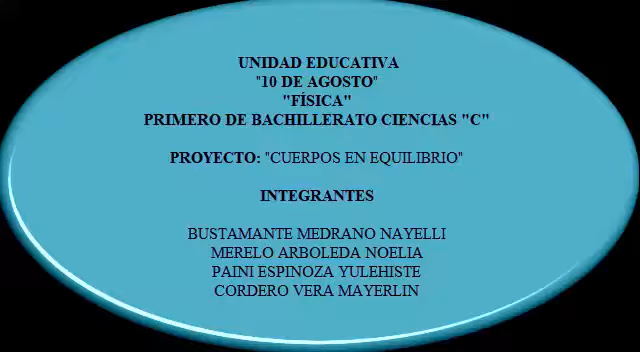 UNIDAD EDUCATIVA
"10 DE AGOSTO"
"FÍSICA"
PRIMERO DE BACHILLERATO CIENCIAS "C"
PROYECTO: "CUERPOS EN EQUILIBRIO"
INTEGRANTES
BUSTAMANTE MEDRANO NAYELLI
MERELO ARBOLEDA NOELIA
PAINI ESPINOZA YULEHISTE
CORDERO VERA MAYERLIN